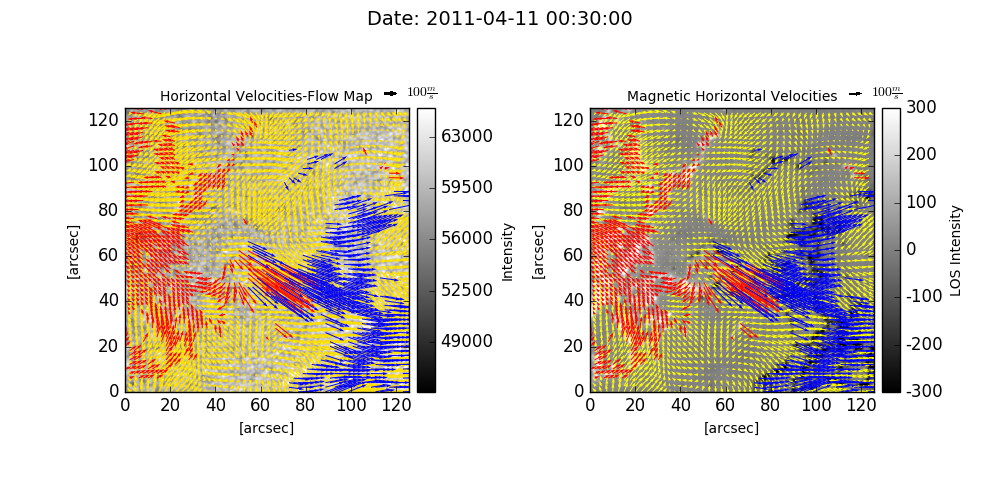 Date: 2011-04-11 00:30:00
Horizontal Velocities-Flow Map
100 m/s
Magnetic Horizontal Velocities
100 m/s
120
100
80
60
40
20
0
[arcsec]
0 20 40 60 80 100 120
[arcsec]
63000
59500
56000
52500
49000
Intensity
120
100
80
60
40
20
0
[arcsec]
0 20 40 60 80 100 120
[arcsec]
300
200
100
0
-100
-200
-300
LOS Intensity